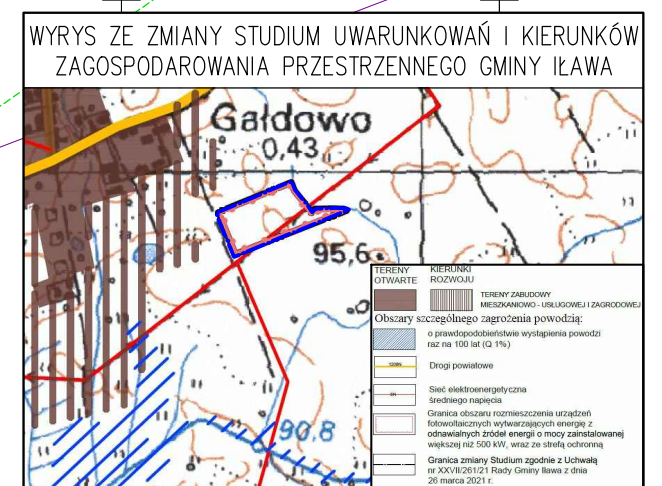 WYRYS ZE ZMIANY STUDIUM UWARUNKOWAŃ I KIERUNKÓW
ZAGOSPODAROWANIA PRZESTRZENNEGO GMINY IŁAWA
Gałdowo
0,43
95,6
90,8
TERENY OTWARTE
KIERUNKI ROZWOJU
TERENY ZABUDOWY
MIESZKANIOWO - USŁUGOWEJ I ZAGRODOWEJ
Obszary szczególnego zagrożenia powodzią:
o prawdopodobieństwie wystąpienia powodzi
raz na 100 lat (Q 1%)
Drogi powiatowe
Sieć elektroenergetyczna
średniego napięcia
Granica obszaru rozmieszczenia urządzeń
fotowoltaicznych wytwarzających energię z
odnawialnych źródeł energii o mocy zainstalowanej
większej niż 500 kW, wraz ze strefą ochronną
Granica zmiany Studium zgodnie z Uchwałą
nr XXVII/261/21 Rady Gminy Iława z dnia
26 marca 2021 r.